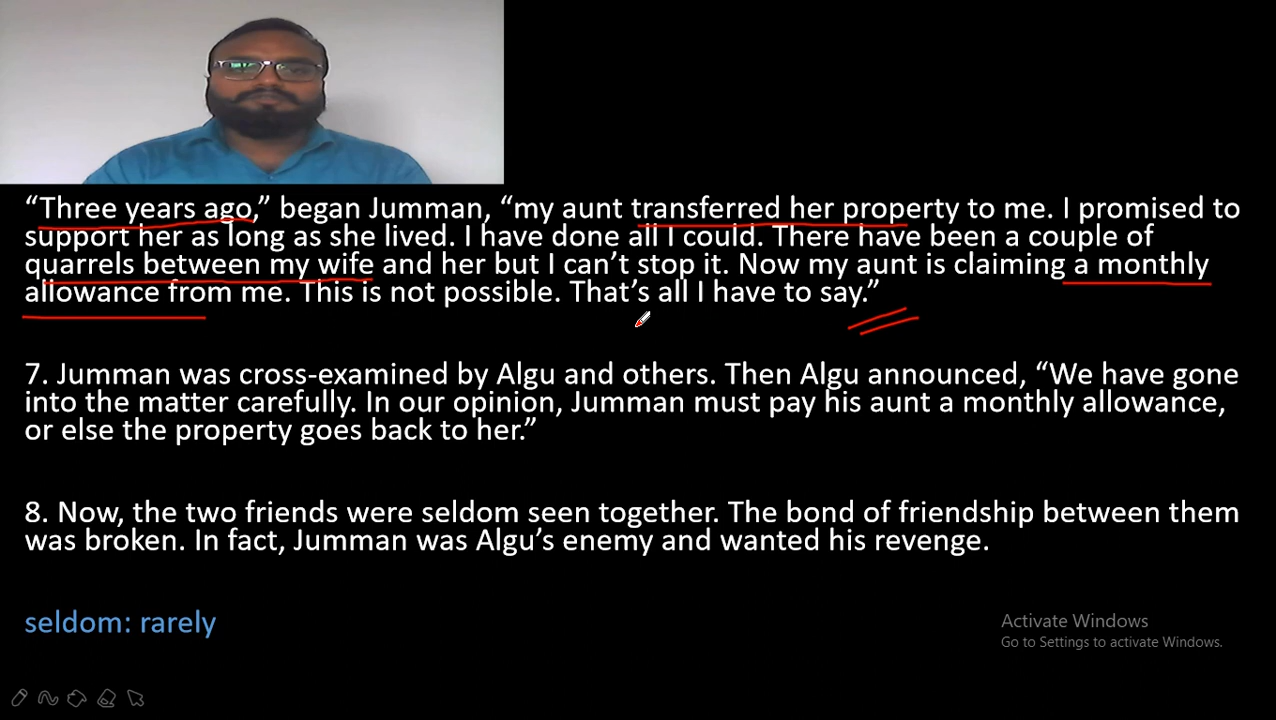 “Three years ago,” began Jumman, “my aunt transferred her property to me. I promised to
support her as long as she lived. I have done all I could. There have been a couple of
quarrels between my wife and her but I can’t stop it. Now my aunt is claiming a monthly
allowance from me. This is not possible. That’s all I have to say.”
7. Jumman was cross-examined by Algu and others. Then Algu announced, “We have gone
into the matter carefully. In our opinion, Jumman must pay his aunt a monthly allowance,
or else the property goes back to her.”
8. Now, the two friends were seldom seen together. The bond of friendship between them
was broken. In fact, Jumman was Algu’s enemy and wanted his revenge.
seldom: rarely
Activate Windows
Go to Settings to activate Windows.